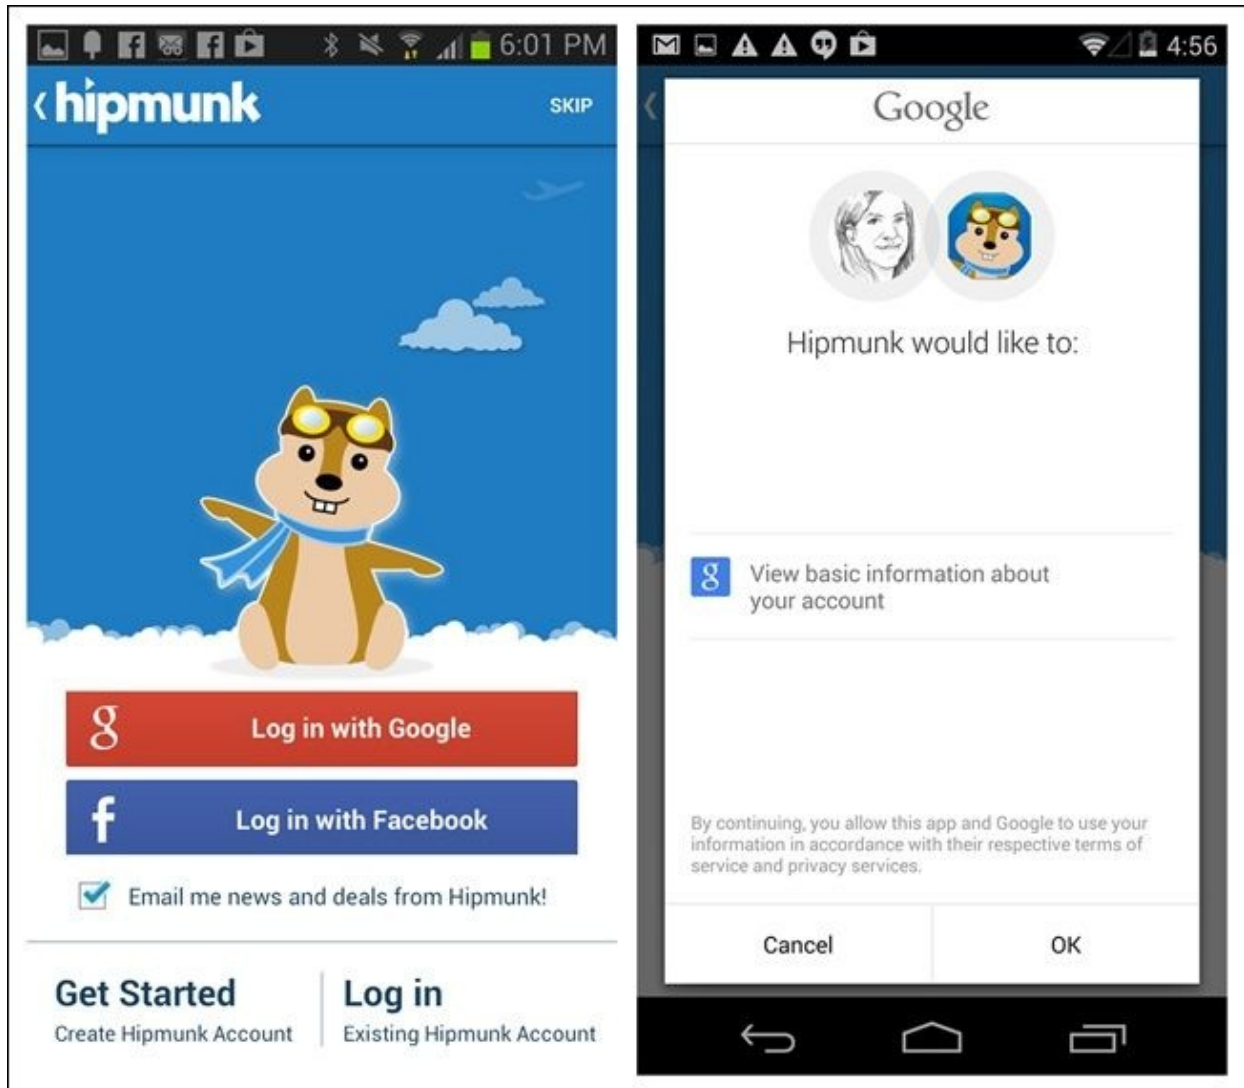 6:01 PM
hipmunk
SKIP
g Log in with Google
f Log in with Facebook
Email me news and deals from Hipmunk!
Get Started
Create Hipmunk Account
Log in
Existing Hipmunk Account
4:56
Google
Hipmunk would like to:
g View basic information about
your account
By continuing, you allow this app and Google to use your
information in accordance with their respective terms of
service and privacy services.
Cancel
OK